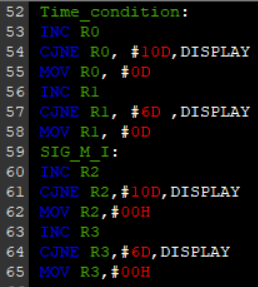 52 Time_condition:
53 INC R0
54 CJNE R0, #10D,DISPLAY
55 MOV R0, #0D
56 INC R1
57 CJNE R1, #6D ,DISPLAY
58 MOV R1, #0D
59 SIG_M_I:
60 INC R2
61 CJNE R2,#10D,DISPLAY
62 MOV R2,#00H
63 INC R3
64 CJNE R3,#6D,DISPLAY
65 MOV R3,#00H